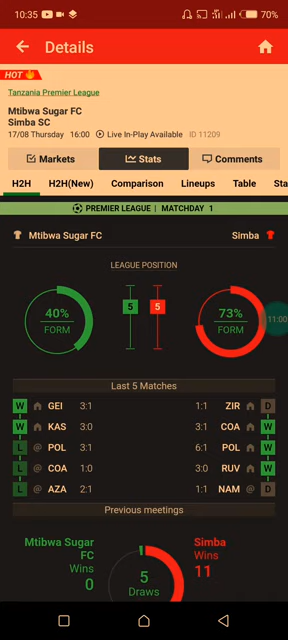 10:35
70%
Details
HOT
Tanzania Premier League
Mtibwa Sugar FC
Simba SC
17/08 Thursday 16:00 Live In-Play Available ID 11209
Markets Stats Comments
H2H H2H(New) Comparison Lineups Table Sta
PREMIER LEAGUE | MATCHDAY 1
Mtibwa Sugar FC Simba
LEAGUE POSITION
40%
FORM
5 5
73%
FORM
11:00
Last 5 Matches
W GEI 3:1 1:1 ZIR D
W KAS 3:0 3:1 COA W
L @ POL 3:1 6:1 POL W
L @ COA 1:0 3:0 RUV W
L @ AZA 2:1 1:1 NAM @ D
Previous meetings
Mtibwa Sugar
FC
Wins
0
5
Draws
Simba
Wins
11